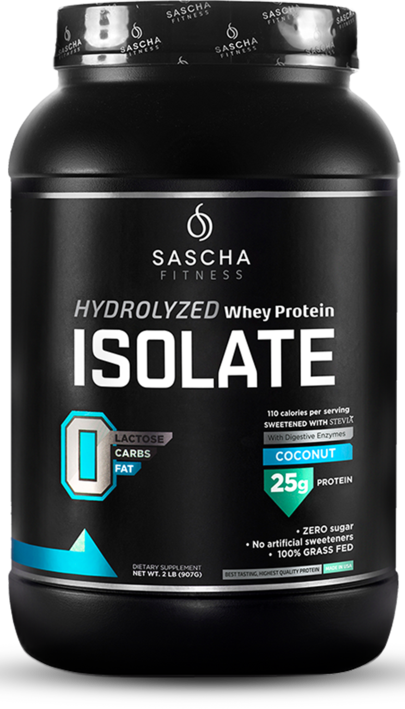 SASCHA
FITNESS
SASCHA
FITNESS
SASCHA
FITNESS
HYDROLYZED Whey Protein
ISOLATE
110 calories per serving
SWEETENED WITH STEVIA
With Digestive Enzymes
COCONUT
25g PROTEIN
0 LACTOSE
CARBS
FAT
• ZERO sugar
• No artificial sweeteners
• 100% GRASS FED
DIETARY SUPPLEMENT
NET WT. 2 LB (907G)
BEST TASTING, HIGHEST QUALITY PROTEIN MADE IN USA